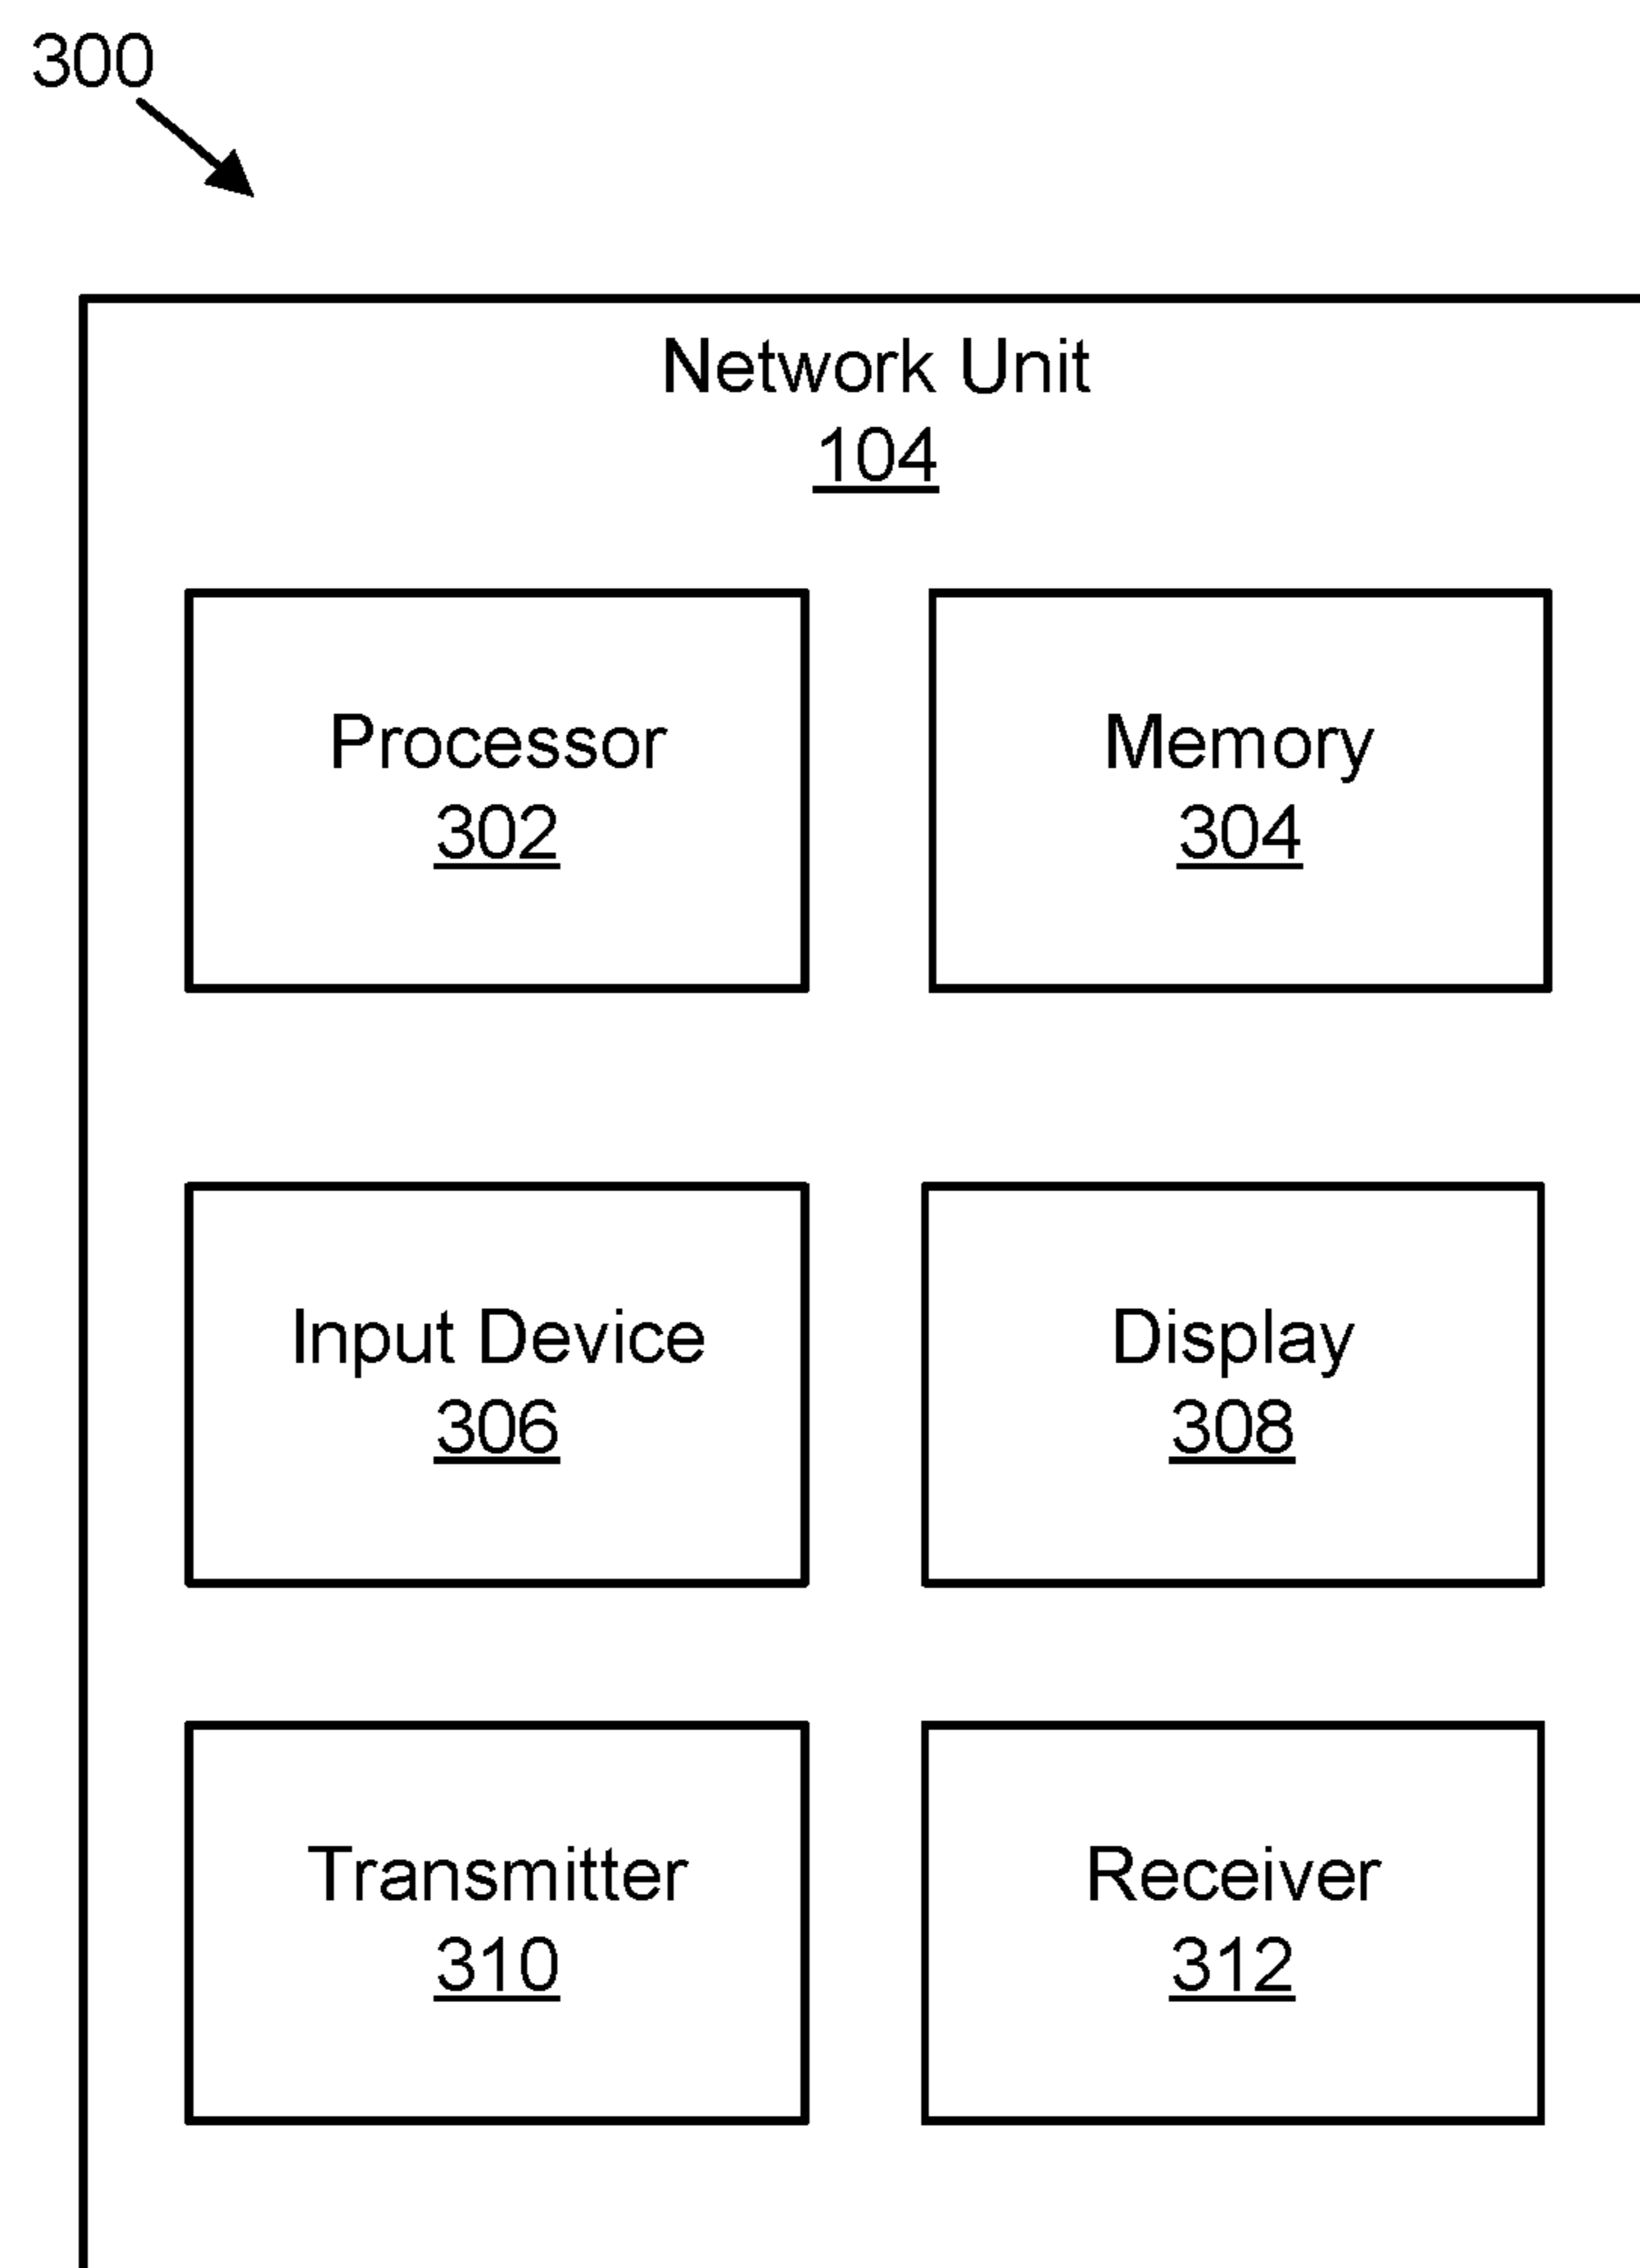 300
Network Unit
104
Processor
302
Memory
304
Input Device
306
Display
308
Transmitter
310
Receiver
312